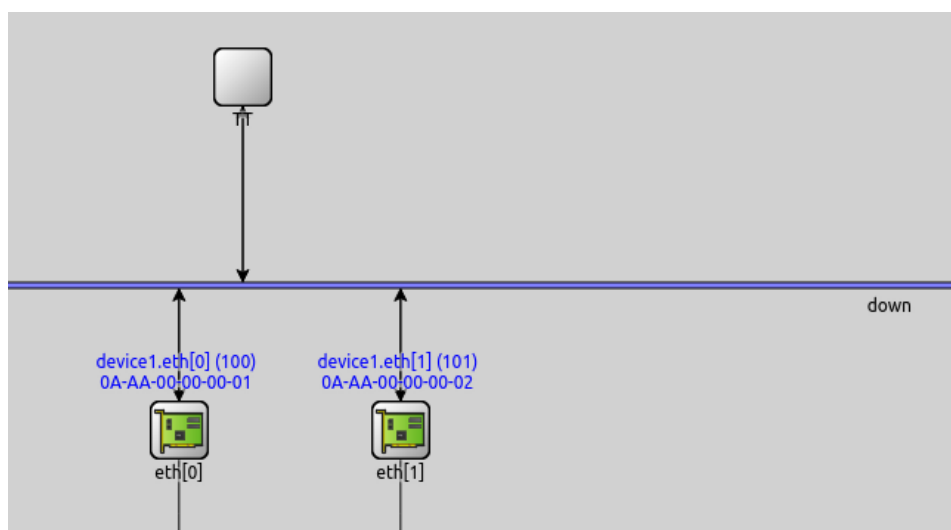 down
device1.eth[0] (100)
0A-AA-00-00-00-01
device1.eth[1] (101)
0A-AA-00-00-00-02
eth[0]
eth[1]